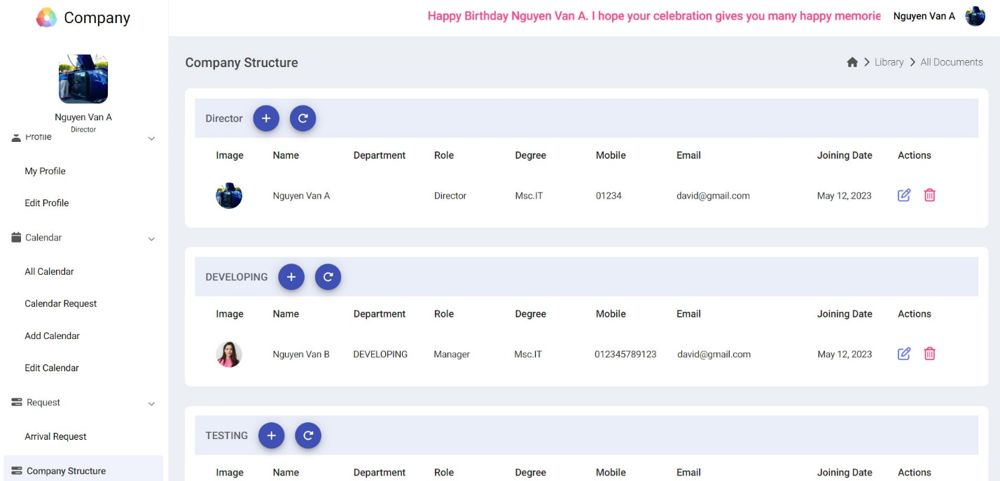 Company
Happy Birthday Nguyen Van A. I hope your celebration gives you many happy memorie
Nguyen Van A
Nguyen Van A
Director
Profile
My Profile
Edit Profile
Calendar
All Calendar
Calendar Request
Add Calendar
Edit Calendar
Request
Arrival Request
Company Structure
Company Structure
Library
All Documents
Director
Image Name Department Role Degree Mobile Email Joining Date Actions
Nguyen Van A Director Msc.IT 01234 david@gmail.com May 12, 2023
DEVELOPING
Image Name Department Role Degree Mobile Email Joining Date Actions
Nguyen Van B DEVELOPING Manager Msc.IT 012345789123 david@gmail.com May 12, 2023
TESTING
Image Name Department Role Degree Mobile Email Joining Date Actions